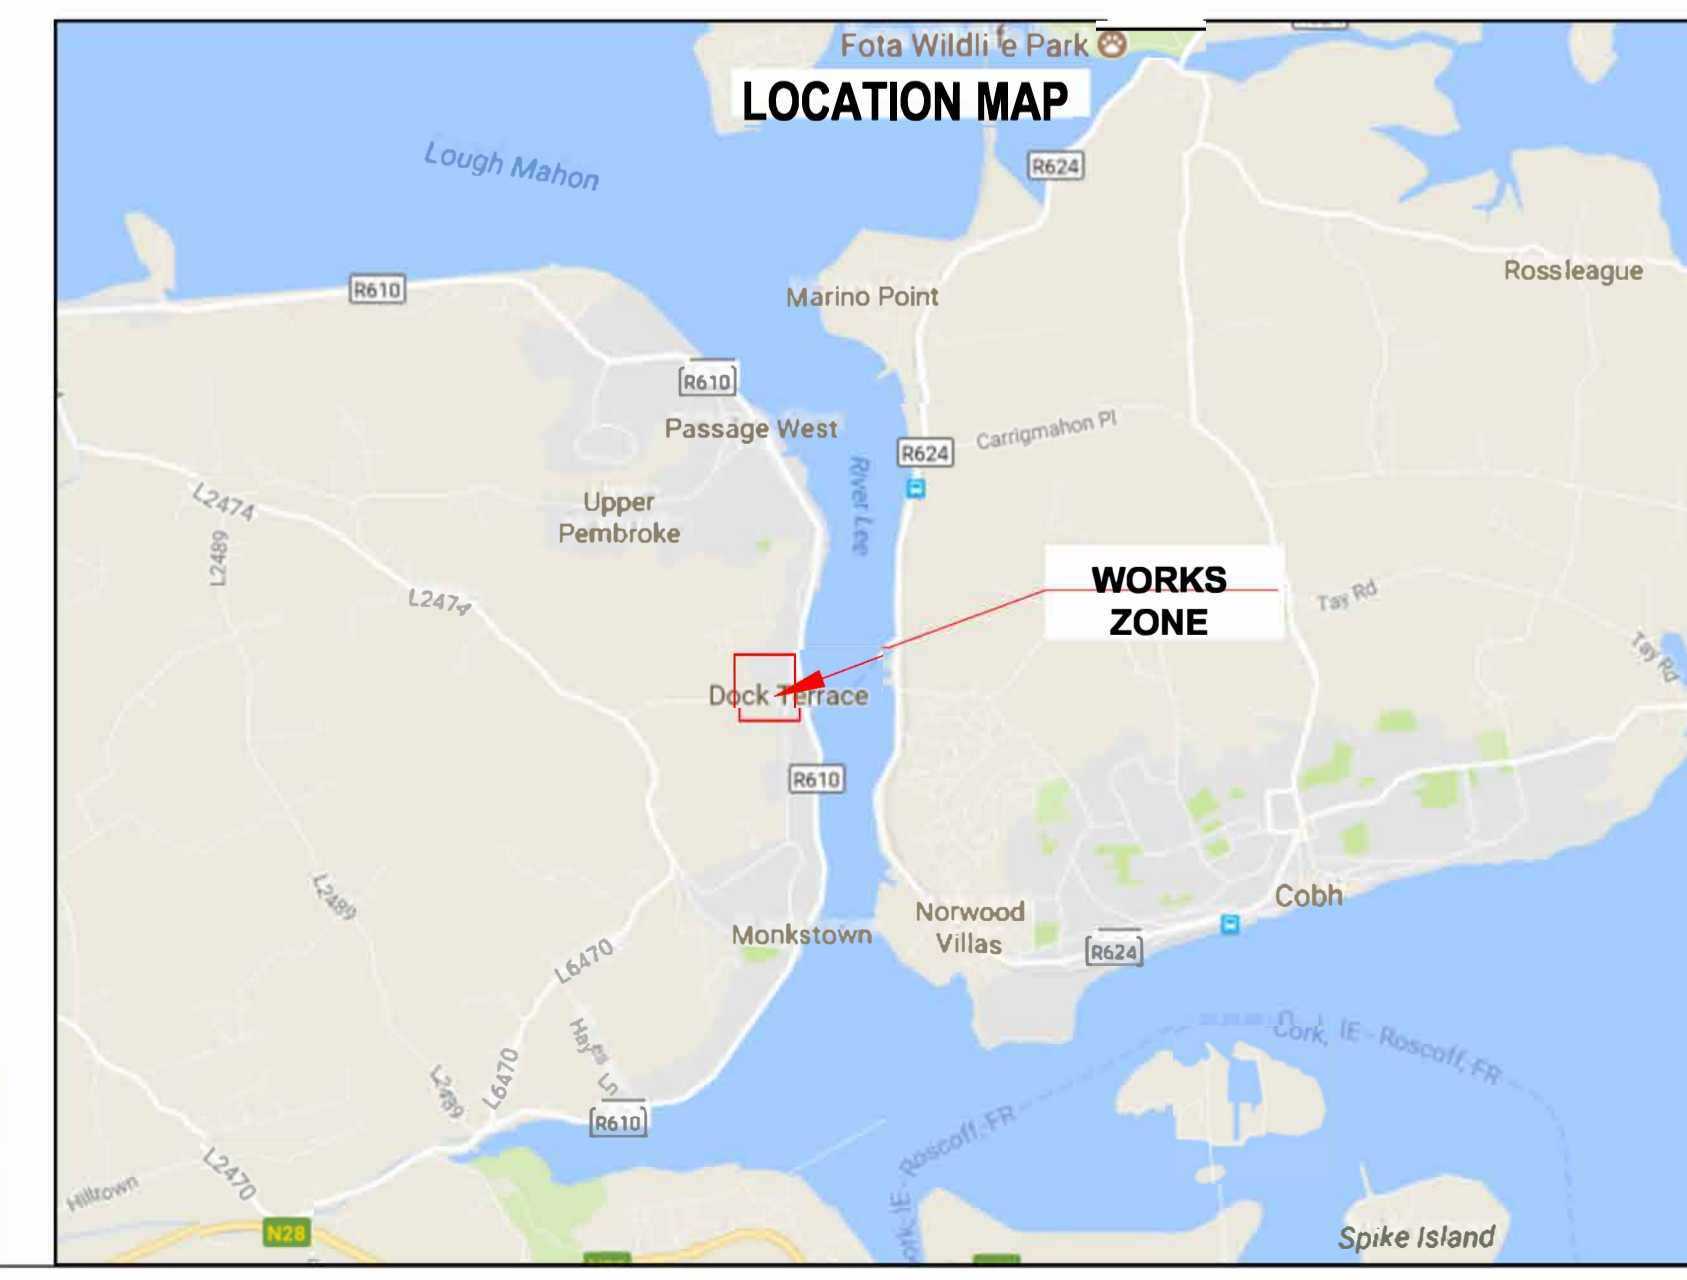 Fota Wildlife Park
LOCATION MAP
Lough Mahon
R624
Rossleague
R610
Marino Point
R610
Passage West
Carrigmahon Pl
R624
River Lee
L2474
Upper
Pembroke
L2489
WORKS
ZONE
Tay Rd
L2474
Tay Rd
Dock Terrace
R610
L2489
Cobh
Norwood
Villas
Monkstown
R624
L6470
Cork, IE - Roscoff, FR
Hayes Ln
L6470
L2489
R610
Roscoff, FR
L2470
Hilltown
N28
Spike Island